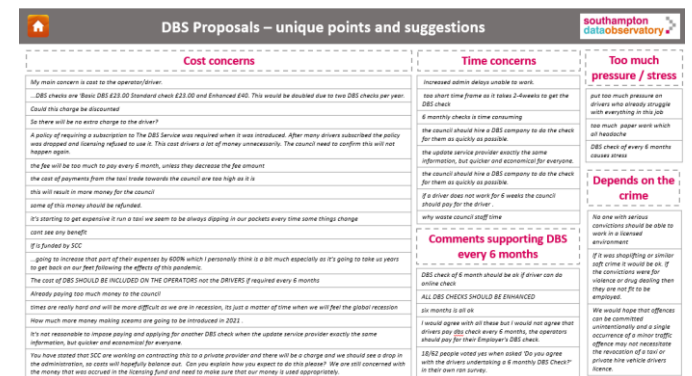 DBS Proposals – unique points and suggestions
southampton
dataobservatory
Cost concerns
My main concern is cost to the operator/driver.
...DBS checks are 'Basic DBS £23.00 Standard check £23.00 and Enhanced £40. This would be doubled due to two DBS checks per year.
Could this charge be discounted
So there will be no extra charge to the driver?
A policy of requiring a subscription to The DBS Service was required when it was introduced. After many drivers subscribed the policy
was dropped and licensing refused to use it. This cost drivers a lot of money unnecessarily. The council need to confirm this will not
happen again.
the fee will be too much to pay every 6 month, unless they decrease the fee amount
the cost of payments from the taxi trade towards the council are too high as it is
this will result in more money for the council
some of this money should be refunded.
it's starting to get expensive it run a taxi we seem to be always dipping in our pockets every time some things change
cant see any benefit
If is funded by SCC
...going to increase that part of their expenses by 600% which I personally think is a bit much especially as it's going to take us years
to get back on our feet following the effects of this pandemic.
The cost of DBS SHOULD BE INCLUDED ON THE OPERATORS not the DRIVERS if required every 6 months
Already paying too much money to the council
times are really hard and will be more difficult as we are in recession, its just a matter of time when we will feel the global recession
How much more money making sceams are going to be introduced in 2021 .
It's not reasonable to impose paying and applying for another DBS check when the update service provider exactly the same
information, but quicker and economical for everyone.
You have stated that SCC are working on contracting this to a private provider and there will be a charge and we should see a drop in
the administration, so costs will hopefully balance out. Can you explain how you expect to do this please? We are still concerned with
the money that was accrued in the licensing fund and need to make sure that our money is used appropriately.
Time concerns
increased admin delays unable to work.
too short time frame as it takes 2-4weeks to get the
DBS check
6 monthly checks is time consuming
the council should hire a DBS company to do the check
for them as quickly as possible.
the update service provider exactly the same
information, but quicker and economical for everyone.
the council should hire a DBS company to do the check
for them as quickly as possible.
if a driver does not work for 6 weeks the council
should pay for the driver .
why waste council staff time
Comments supporting DBS
every 6 months
DBS check of 6 month should be ok if driver can do
online check
ALL DBS CHECKS SHOULD BE ENHANCED
six months is all ok
I would agree with all these but I would not agree that
drivers pay dbs check every 6 months, the operators
should pay for their Employer's DBS check.
18/62 people voted yes when asked 'Do you agree
with the drivers undertaking a 6 monthly DBS Check?'
in their own ran survey.
Too much
pressure / stress
put too much pressure on
drivers who already struggle
with everything in this job
too much paper work which
all headache
DBS check of every 6 months
causes stress
Depends on the
crime
No one with serious
convictions should be able to
work in a licensed
environment
If it was shoplifting or similar
soft crime it would be ok. If
the convictions were for
violence or drug dealing then
they are not fit to be
employed.
We would hope that offences
can be committed
unintentionally and a single
occurrence of a minor traffic
offence may not necessitate
the revocation of a taxi or
private hire vehicle drivers
licence.